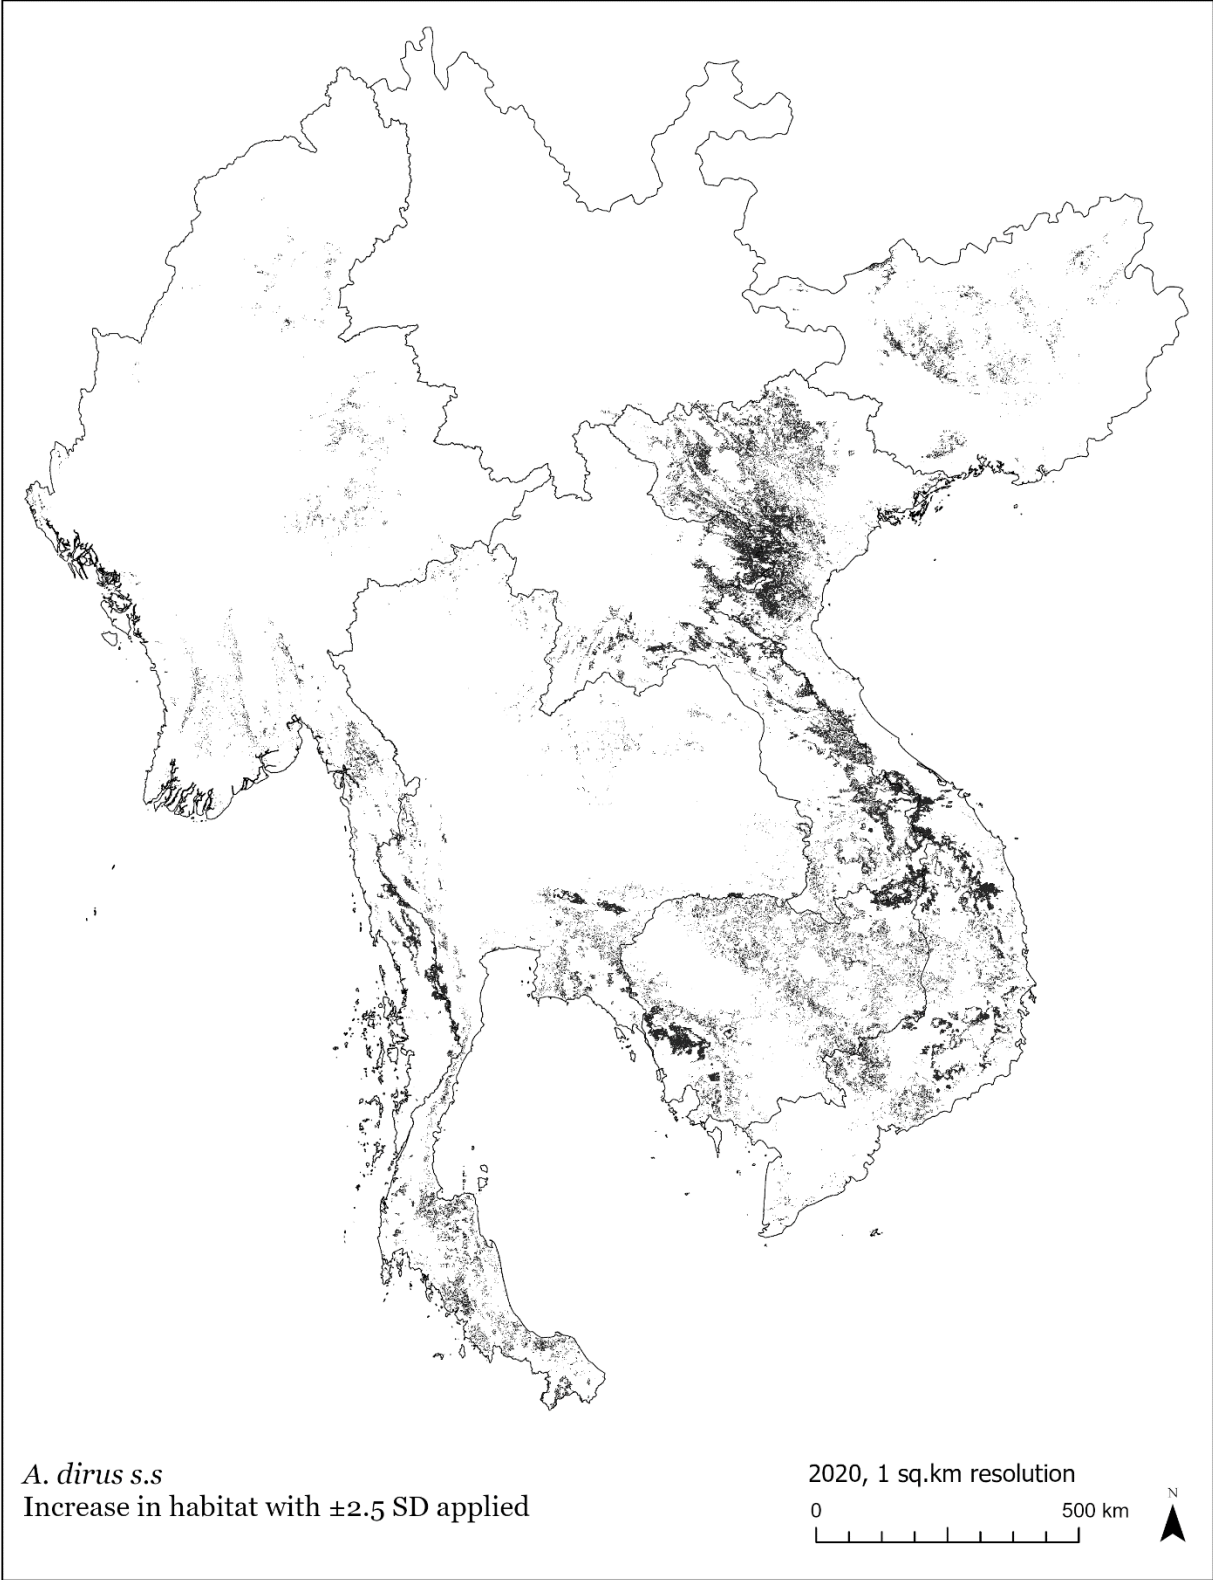 A. dirus s.s
Increase in habitat with ±2.5 SD applied
2020, 1 sq.km resolution
0 500 km
N